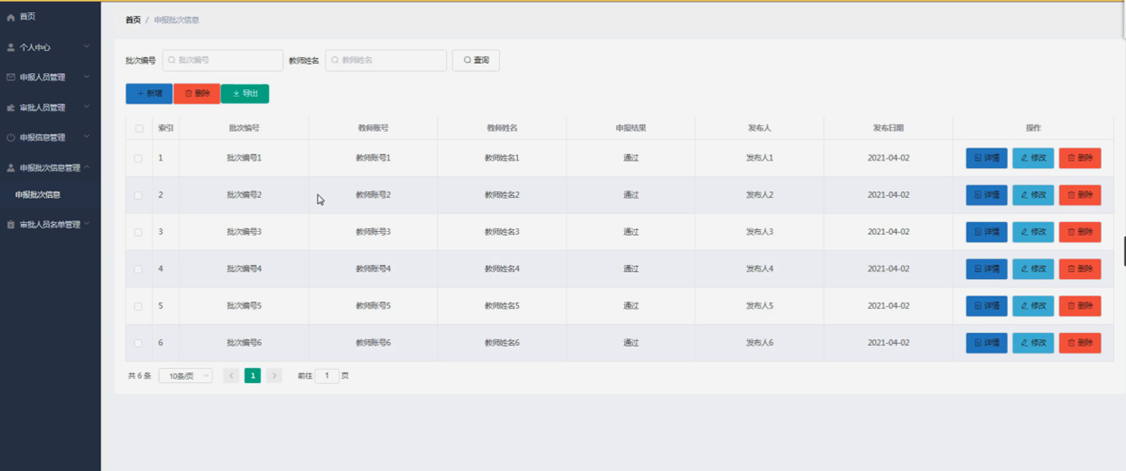 首页
个人中心
申报人员管理
审批人员管理
申报信息管理
申报批次信息管理
申报批次信息
审批人员名单管理
首页 / 申报批次信息
批次编号 批次编号 教师姓名 教师姓名 查询
+ 新增 删除 导出
索引 批次编号 教师账号 教师姓名 申报结果 发布人 发布日期 操作
1 批次编号1 教师账号1 教师姓名1 通过 发布人1 2021-04-02 详情 修改 删除
2 批次编号2 教师账号2 教师姓名2 通过 发布人2 2021-04-02 详情 修改 删除
3 批次编号3 教师账号3 教师姓名3 通过 发布人3 2021-04-02 详情 修改 删除
4 批次编号4 教师账号4 教师姓名4 通过 发布人4 2021-04-02 详情 修改 删除
5 批次编号5 教师账号5 教师姓名5 通过 发布人5 2021-04-02 详情 修改 删除
6 批次编号6 教师账号6 教师姓名6 通过 发布人6 2021-04-02 详情 修改 删除
共 6 条 10条/页 < 1 > 前往 1 页